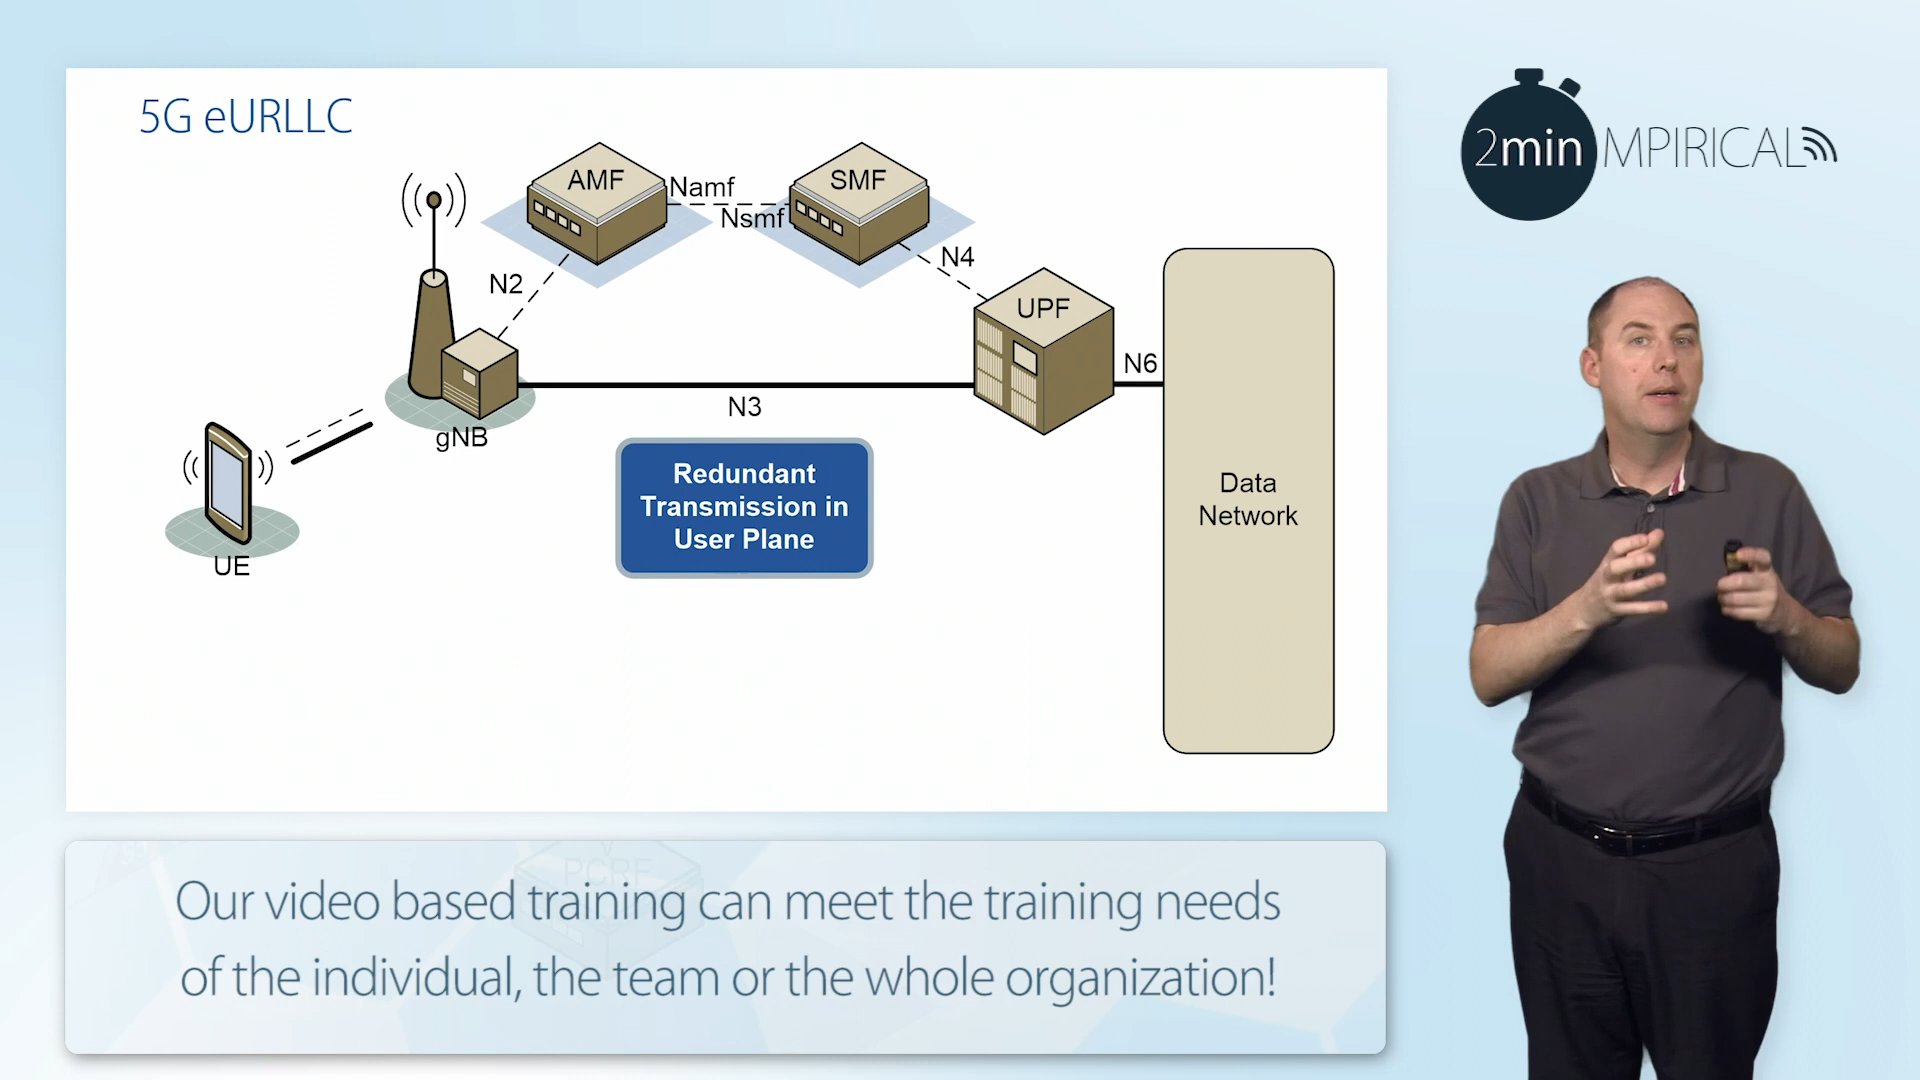 5G eURLLC
AMF
Namf
Nsmf
SMF
N2
N4
UPF
N6
N3
gNB
UE
Redundant
Transmission in
User Plane
Data
Network
2min MPIRICAL
PCRF
Our video based training can meet the training needs
of the individual, the team or the whole organization!